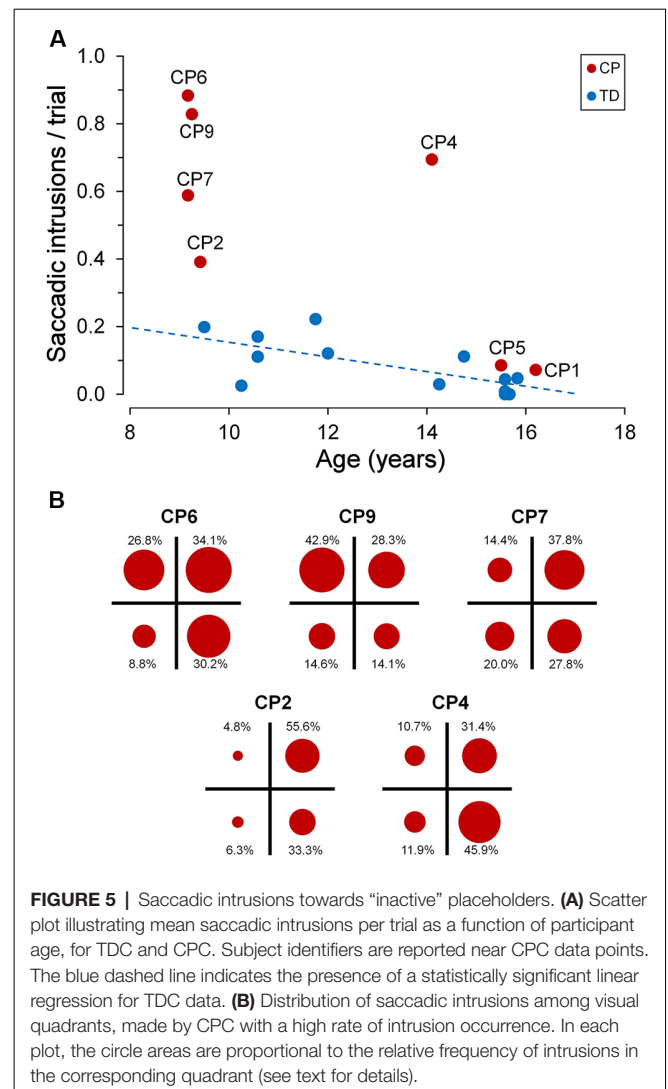 A
Saccadic intrusions / trial
1.0
0.8
0.6
0.4
0.2
0.0
CP6
CP9
CP7
CP2
CP4
CP5
CP1
CP
TD
8 10 12 14 16 18
Age (years)
B
CP6 CP9 CP7
26.8% 34.1% 42.9% 28.3% 14.4% 37.8%
8.8% 30.2% 14.6% 14.1% 20.0% 27.8%
CP2 CP4
4.8% 55.6% 10.7% 31.4%
6.3% 33.3% 11.9% 45.9%
FIGURE 5 | Saccadic intrusions towards “inactive” placeholders. (A) Scatter
plot illustrating mean saccadic intrusions per trial as a function of participant
age, for TDC and CPC. Subject identifiers are reported near CPC data points.
The blue dashed line indicates the presence of a statistically significant linear
regression for TDC data. (B) Distribution of saccadic intrusions among visual
quadrants, made by CPC with a high rate of intrusion occurrence. In each
plot, the circle areas are proportional to the relative frequency of intrusions in
the corresponding quadrant (see text for details).